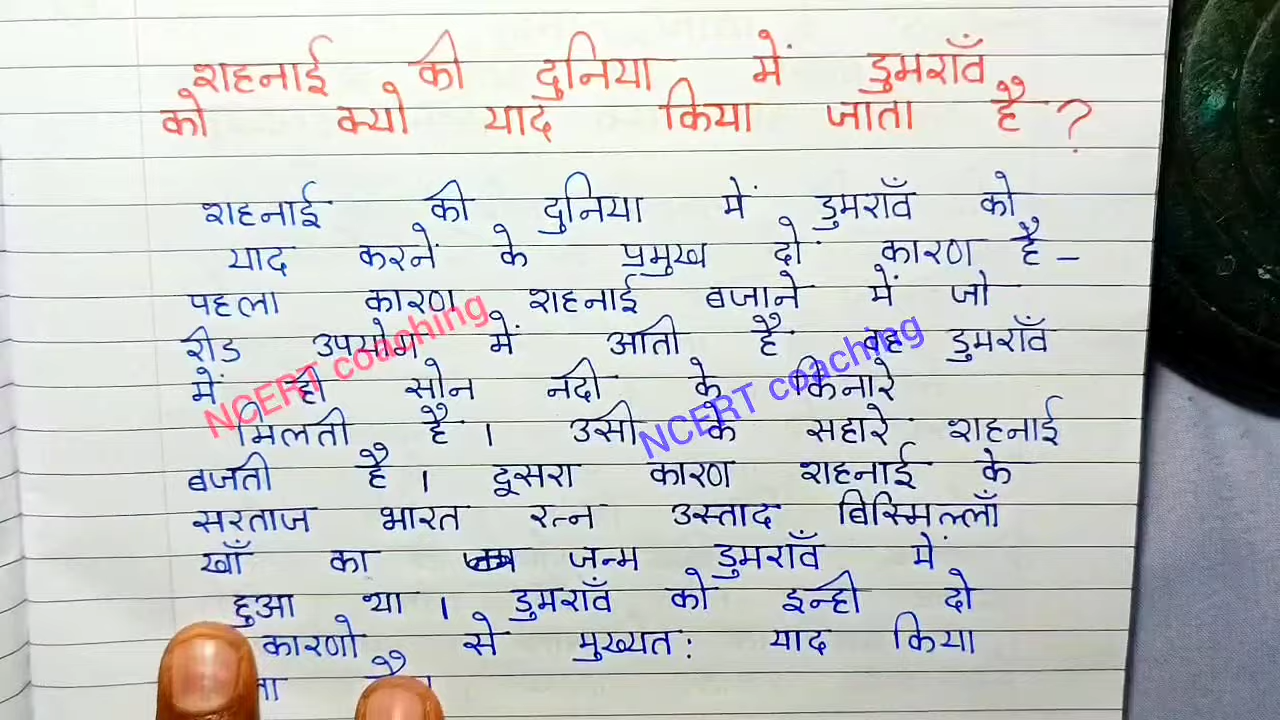 शहनाई की दुनिया में डुमराँव
को क्यो याद किया जाता है ?
शहनाई की दुनिया में डुमराँव को
याद करनें के प्रमुख दो कारण है –
पहला कारण शहनाई बजाने में जो
रीड उपयोग में आती है वह डुमराँव
में ही सोन नदी के किनारे
मिलती है । उसी के सहारे शहनाई
बजती है । दूसरा कारण शहनाई के
सरताज भारत रत्न उस्ताद बिस्मिल्लाँ
खाँ का जन्म डुमराँव में
हुआ था । डुमराँव को इन्ही दो
कारणो से मुख्यत: याद किया
ता है ।
NCERT coaching
NCERT coaching